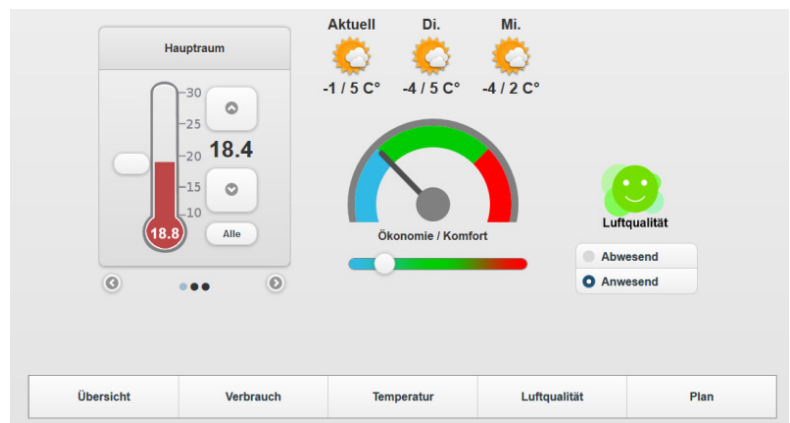 Hauptraum
30
25
20
15
10
18.4
18.8
Alle
Aktuell Di. Mi.
-1 / 5 C° -4 / 5 C° -4 / 2 C°
Ökonomie / Komfort
Luftqualität
Abwesend
Anwesend
Übersicht Verbrauch Temperatur Luftqualität Plan